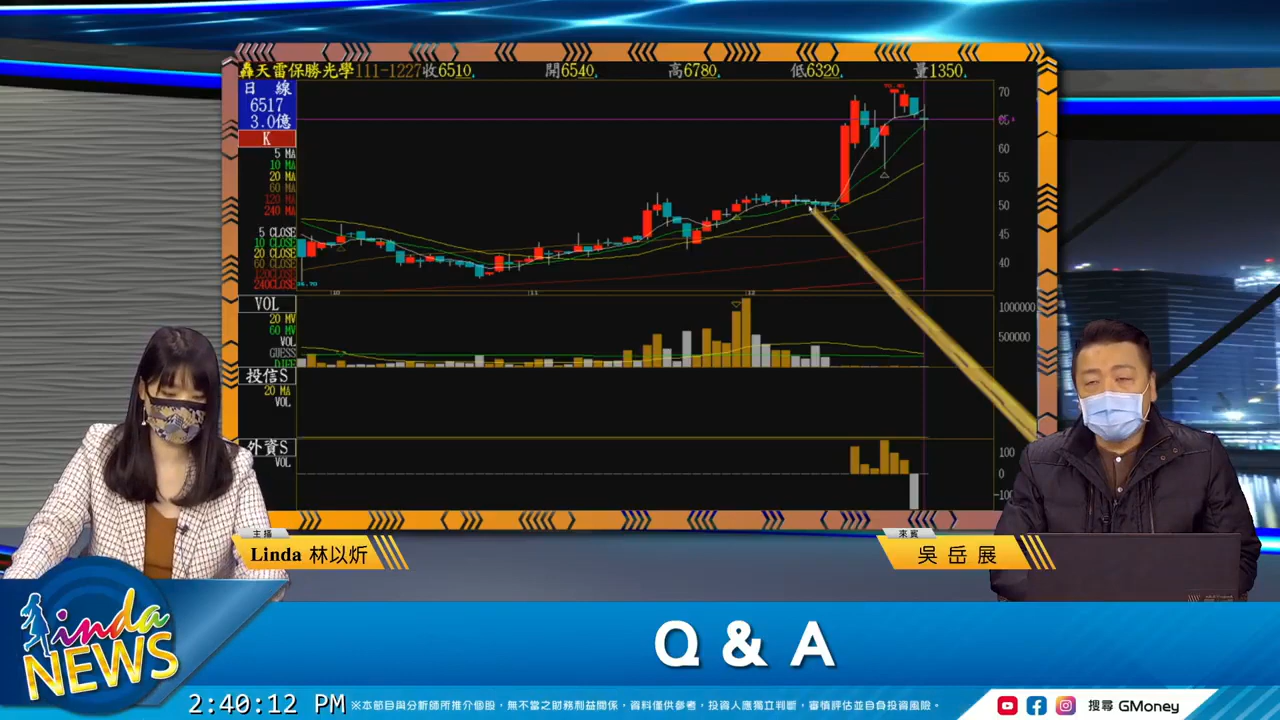 轟天雷保勝光學111-1227收6510. 開6540. 高6780. 低6320. 量1350.
日 線
6517
3.0億
K
5 MA
10 MA
20 MA
60 MA
120 MA
240 MA
5 CLOSE
10 CLOSE
20 CLOSE
60 CLOSE
120CLOSE
240CLOSE
70
60
55
50
45
40
10
11
12
VOL
20 MV
60 MV
VOL
GUESS
DIFF
1000000
500000
投信S
20 MA
VOL
外資S
VOL
100
0
-100
主播
Linda 林以炘
來賓
吳岳展
Linda
NEWS
Q & A
2:40:12 PM
※本節目與分析師所推介個股，無不當之財務利益關係，資料僅供參考，投資人應獨立判斷，審慎評估並自負投資風險。
搜尋 GMoney